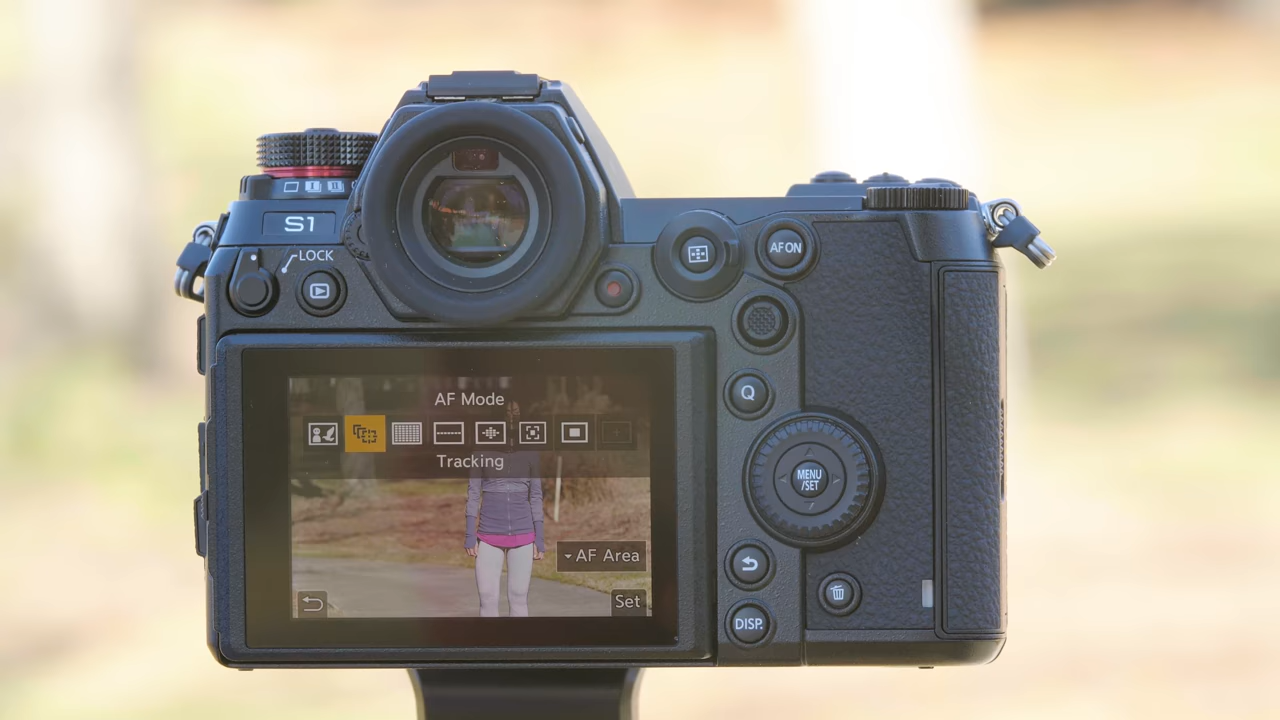 S1
LOCK
AF ON
Q
AF Mode
Tracking
MENU
/SET
AF Area
Set
DISP.